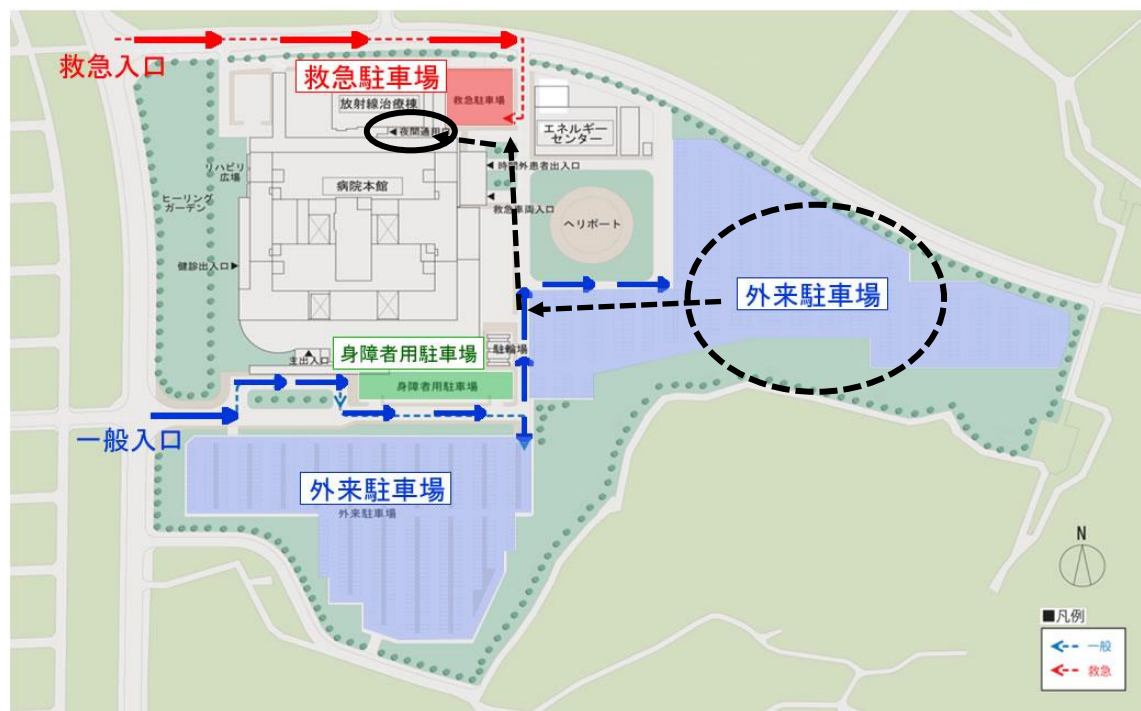 救急入口
救急駐車場
放射線治療棟
救急駐車場
◀夜間通用口
エネルギー
センター
リハビリ
広場
病院本館
◀時間外患者出入口
ヒーリング
ガーデン
救急車両入口
ヘリポート
健診出入口▶
外来駐車場
身障者用駐車場
駐輪場
主出入口
身障者用駐車場
一般入口
外来駐車場
外来駐車場
N
■凡例
一般
救急